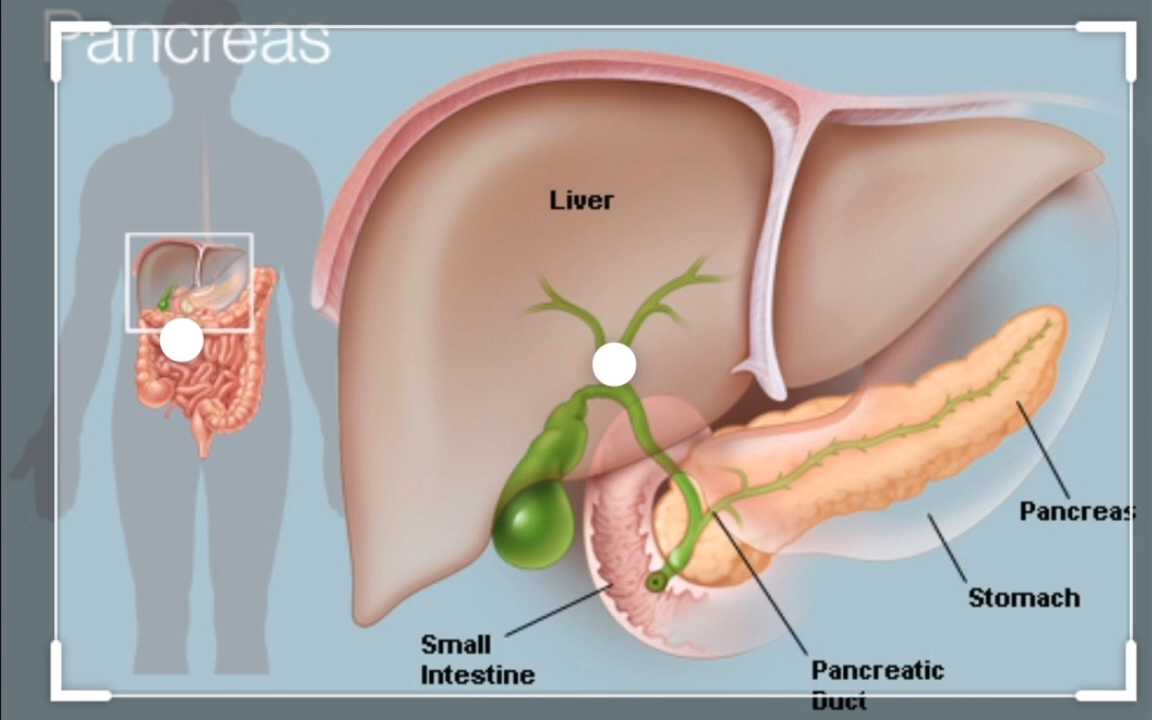 Pancreas
Liver
Pancreas
Stomach
Small
Intestine
Pancreatic
Duct